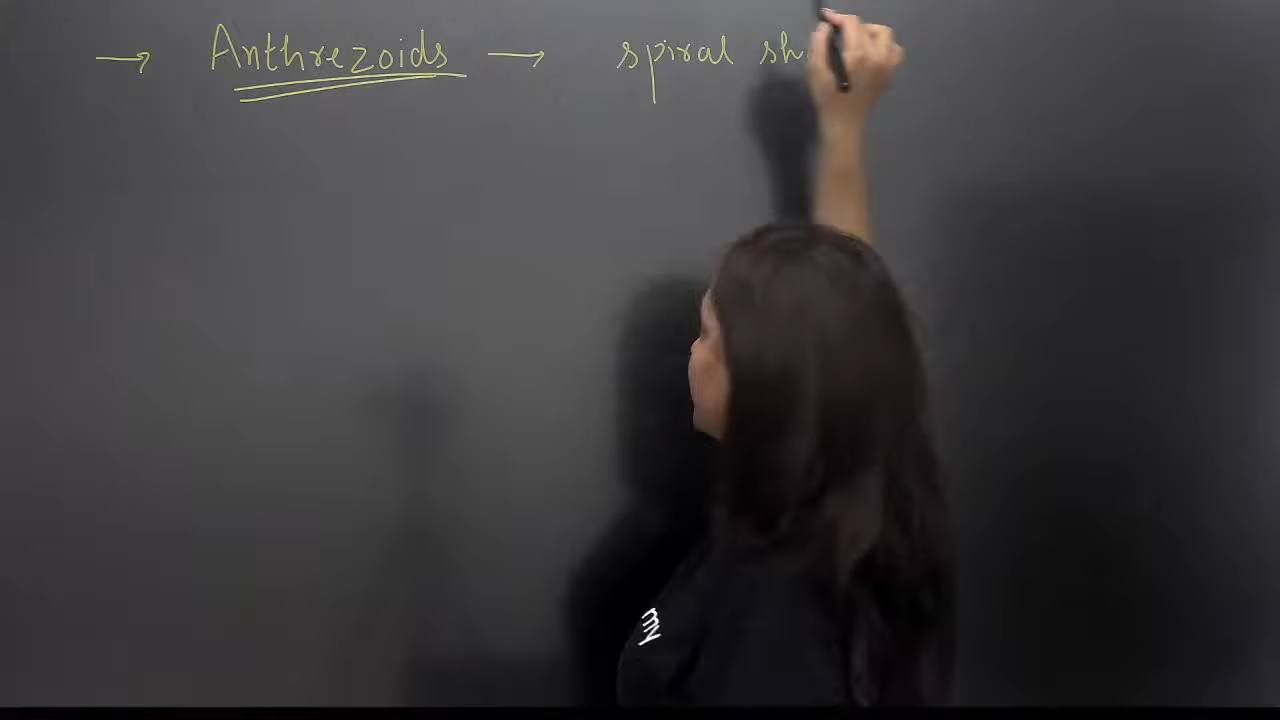 → Anthrezoids → spiral sh